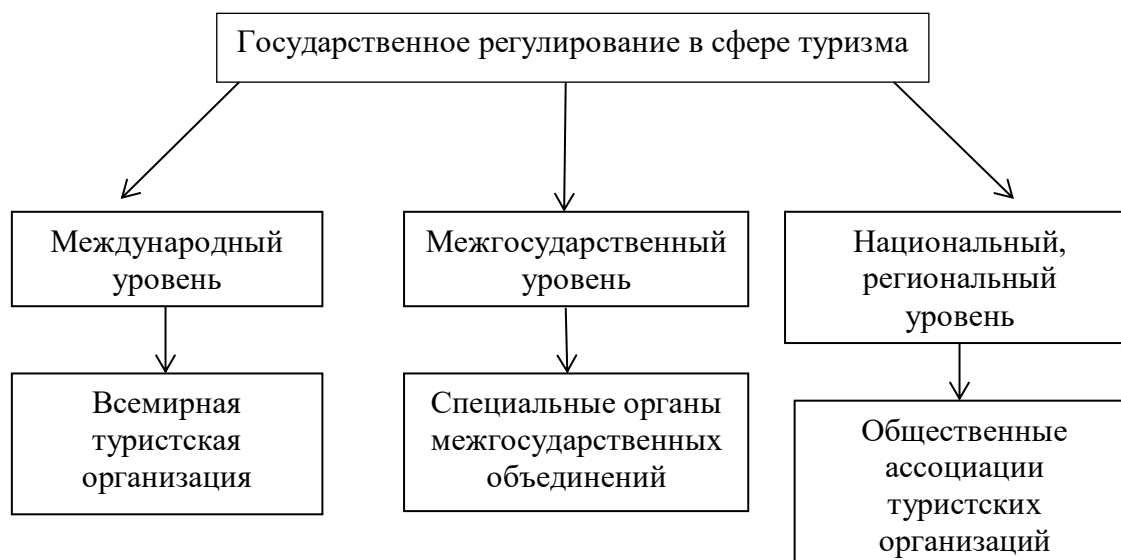 Государственное регулирование в сфере туризма
Международный
уровень
Межгосударственный
уровень
Национальный,
региональный
уровень
Всемирная
туристская
организация
Специальные органы
межгосударственных
объединений
Общественные
ассоциации
туристских
организаций